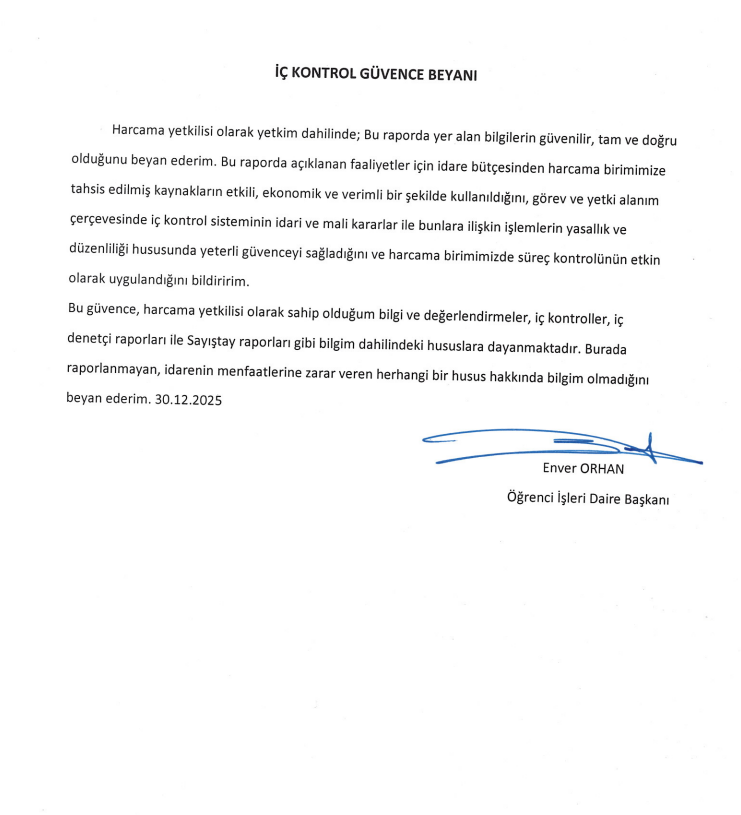 İÇ KONTROL GÜVENCE BEYANI
Harcama yetkilisi olarak yetkim dahilinde; Bu raporda yer alan bilgilerin güvenilir, tam ve doğru
olduğunu beyan ederim. Bu raporda açıklanan faaliyetler için idare bütçesinden harcama birimimize
tahsis edilmiş kaynakların etkili, ekonomik ve verimli bir şekilde kullanıldığını, görev ve yetki alanım
çerçevesinde iç kontrol sisteminin idari ve mali kararlar ile bunlara ilişkin işlemlerin yasallık ve
düzenliliği hususunda yeterli güvenceyi sağladığını ve harcama birimimizde süreç kontrolünün etkin
olarak uygulandığını bildiririm.
Bu güvence, harcama yetkilisi olarak sahip olduğum bilgi ve değerlendirmeler, iç kontroller, iç
denetçi raporları ile Sayıştay raporları gibi bilgim dahilindeki hususlara dayanmaktadır. Burada
raporlanmayan, idarenin menfaatlerine zarar veren herhangi bir husus hakkında bilgim olmadığını
beyan ederim. 30.12.2025
Enver ORHAN
Öğrenci İşleri Daire Başkanı